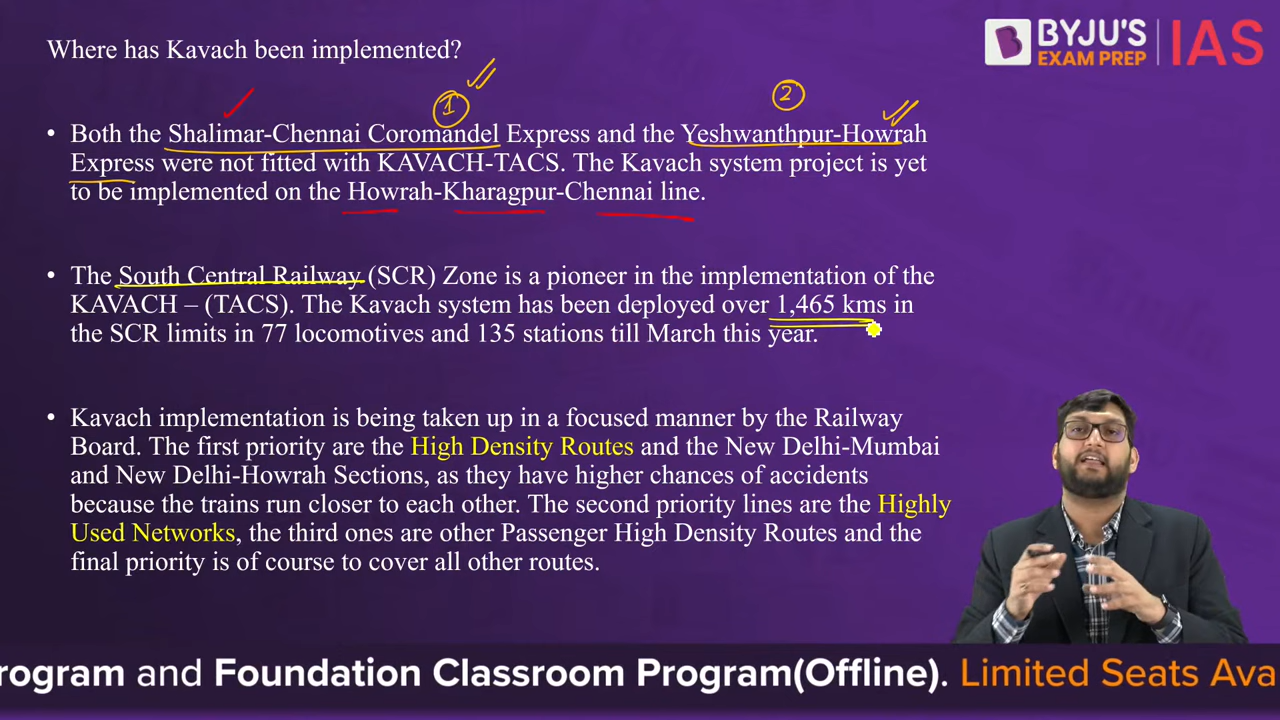 Where has Kavach been implemented?
BYJU'S
EXAM PREP
IAS
1
2
• Both the Shalimar-Chennai Coromandel Express and the Yeshwanthpur-Howrah
Express were not fitted with KAVACH-TACS. The Kavach system project is yet
to be implemented on the Howrah-Kharagpur-Chennai line.
• The South Central Railway (SCR) Zone is a pioneer in the implementation of the
KAVACH – (TACS). The Kavach system has been deployed over 1,465 kms in
the SCR limits in 77 locomotives and 135 stations till March this year.
• Kavach implementation is being taken up in a focused manner by the Railway
Board. The first priority are the High Density Routes and the New Delhi-Mumbai
and New Delhi-Howrah Sections, as they have higher chances of accidents
because the trains run closer to each other. The second priority lines are the Highly
Used Networks, the third ones are other Passenger High Density Routes and the
final priority is of course to cover all other routes.
rogram and Foundation Classroom Program(Offline). Limited Seats Ava